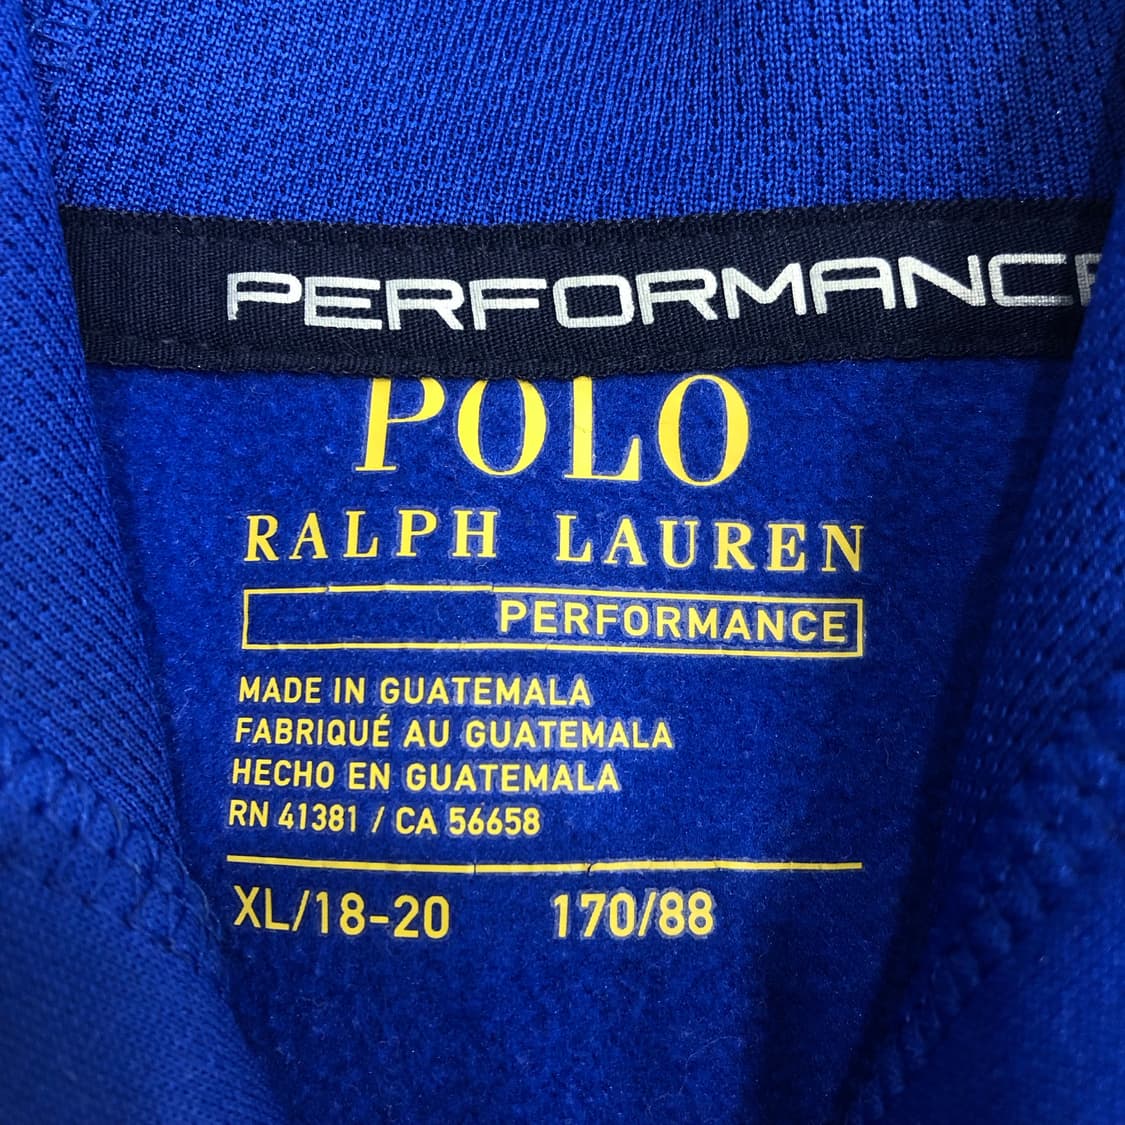 PERFORMANCE
POLO
RALPH LAUREN
PERFORMANCE
MADE IN GUATEMALA
FABRIQUÉ AU GUATEMALA
HECHO EN GUATEMALA
RN 41381 / CA 56658
XL/18-20 170/88